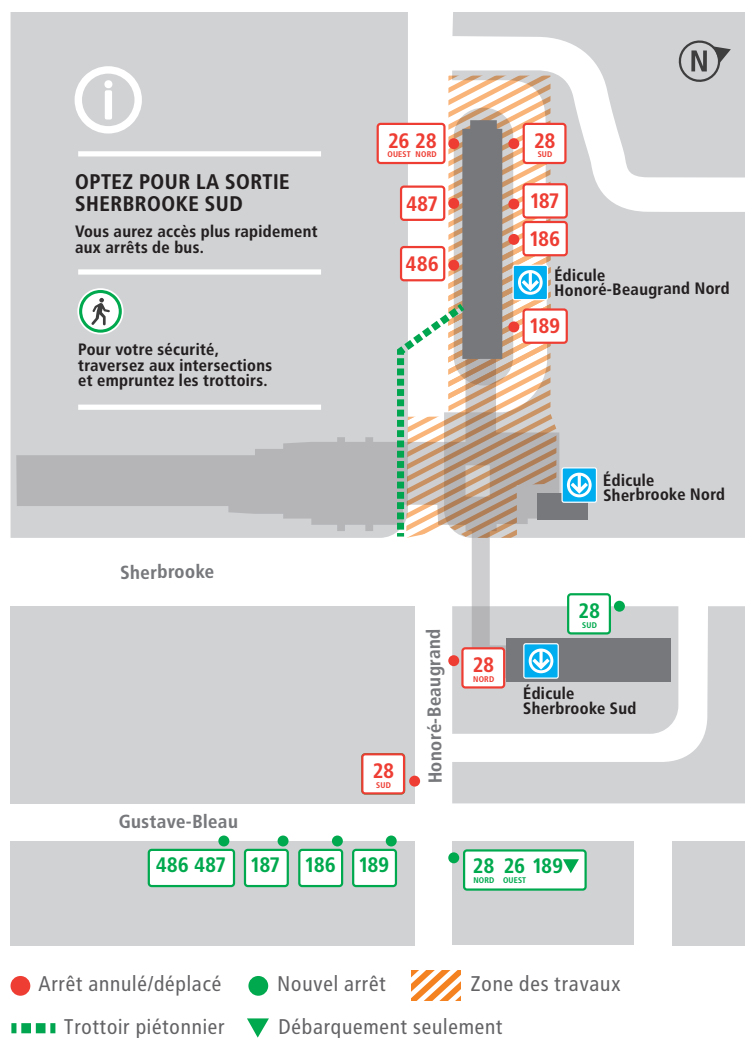 N
i
OPTEZ POUR LA SORTIE
SHERBROOKE SUD
Vous aurez accès plus rapidement
aux arrêts de bus.
Pour votre sécurité,
traversez aux intersections
et empruntez les trottoirs.
26 28
OUEST NORD
28
SUD
487
187
186
486
Édicule
Honoré-Beaugrand Nord
189
Édicule
Sherbrooke Nord
Sherbrooke
28
SUD
Honoré-Beaugrand
28
NORD
Édicule
Sherbrooke Sud
28
SUD
Gustave-Bleau
486 487
187
186
189
28 26 189
NORD OUEST
Arrêt annulé/déplacé
Nouvel arrêt
Zone des travaux
Trottoir piétonnier
Débarquement seulement